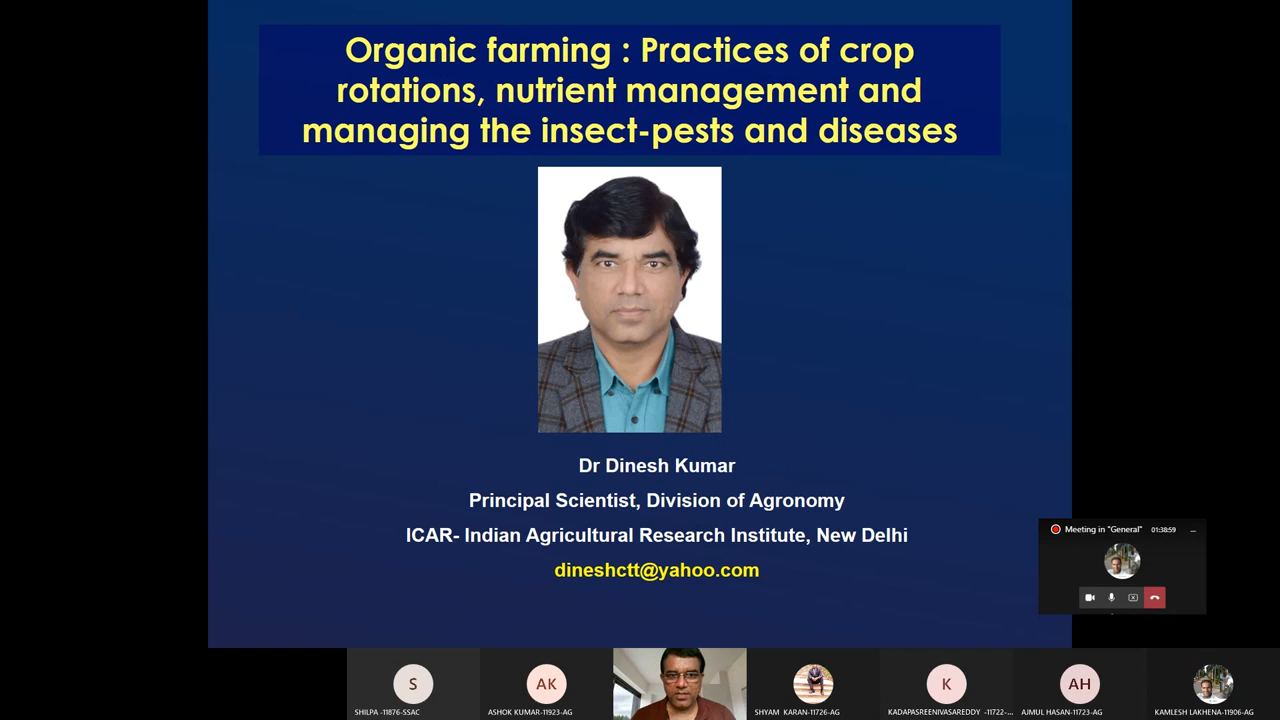 Organic farming : Practices of crop
rotations, nutrient management and
managing the insect-pests and diseases
Dr Dinesh Kumar
Principal Scientist, Division of Agronomy
ICAR- Indian Agricultural Research Institute, New Delhi
dineshctt@yahoo.com
Meeting in "General" 01:38:59
S
AK
K
AH
SHILPA -11876-SSAC
ASHOK KUMAR-11923-AG
SHYAM KARAN-11726-AG
KADAPASREENIVASAREDDY -11722-...
AJMUL HASAN-11723-AG
KAMLESH LAKHENA-11906-AG